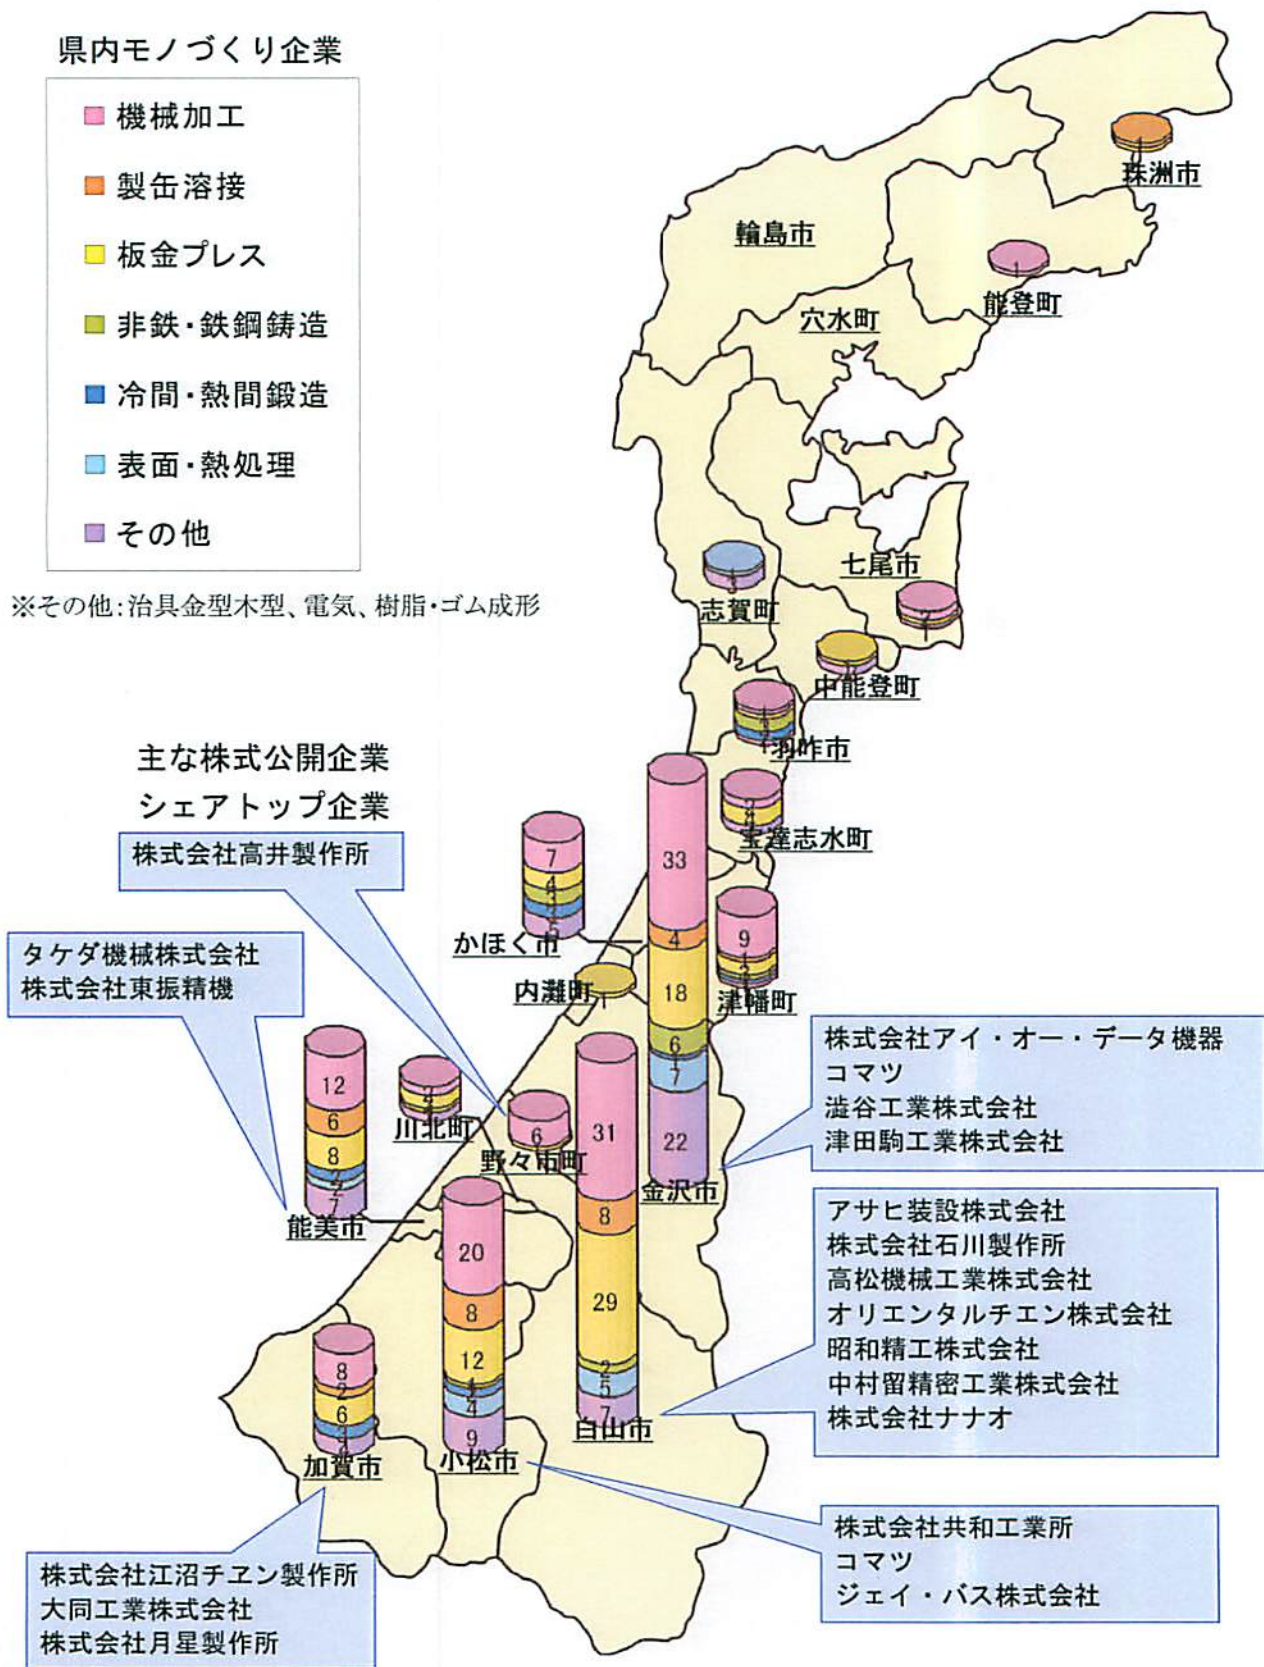 県内モノづくり企業
機械加工
製缶溶接
板金プレス
非鉄・鉄鋼鋳造
冷間・熱間鍛造
表面・熱処理
その他
※その他:治具金型木型、電気、樹脂・ゴム成形
珠洲市
輪島市
1
能登町
穴水町
七尾市
志賀町
中能登町
羽咋市
宝達志水町
主な株式公開企業
シェアトップ企業
株式会社高井製作所
タケダ機械株式会社
株式会社東振精機
7
4
5
かほく市
33
4
18
6
1
7
22
金沢市
9
津幡町
内灘町
1
12
6
8
2
2
7
能美市
川北町
6
野々市町
31
8
29
2
5
7
白山市
20
8
12
1
2
4
9
小松市
8
2
6
加賀市
株式会社アイ・オー・データ機器
コマツ
澁谷工業株式会社
津田駒工業株式会社
アサヒ装設株式会社
株式会社石川製作所
高松機械工業株式会社
オリエンタルチエン株式会社
昭和精工株式会社
中村留精密工業株式会社
株式会社ナナオ
株式会社共和工業所
コマツ
ジェイ・バス株式会社
株式会社江沼チヱン製作所
大同工業株式会社
株式会社月星製作所